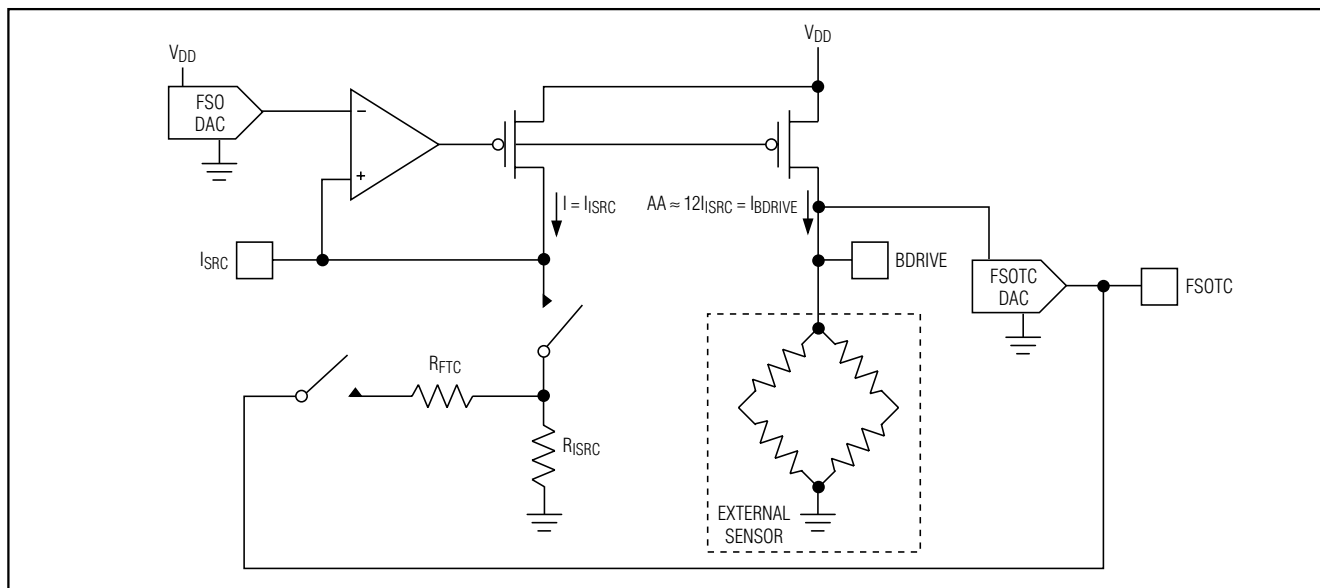 VDD
FSO
DAC
−
+
VDD
I = IISRC
AA ≈ 12IISRC = IBDRIVE
ISRC
BDRIVE
FSOTC
DAC
FSOTC
RFTC
RISRC
EXTERNAL
SENSOR